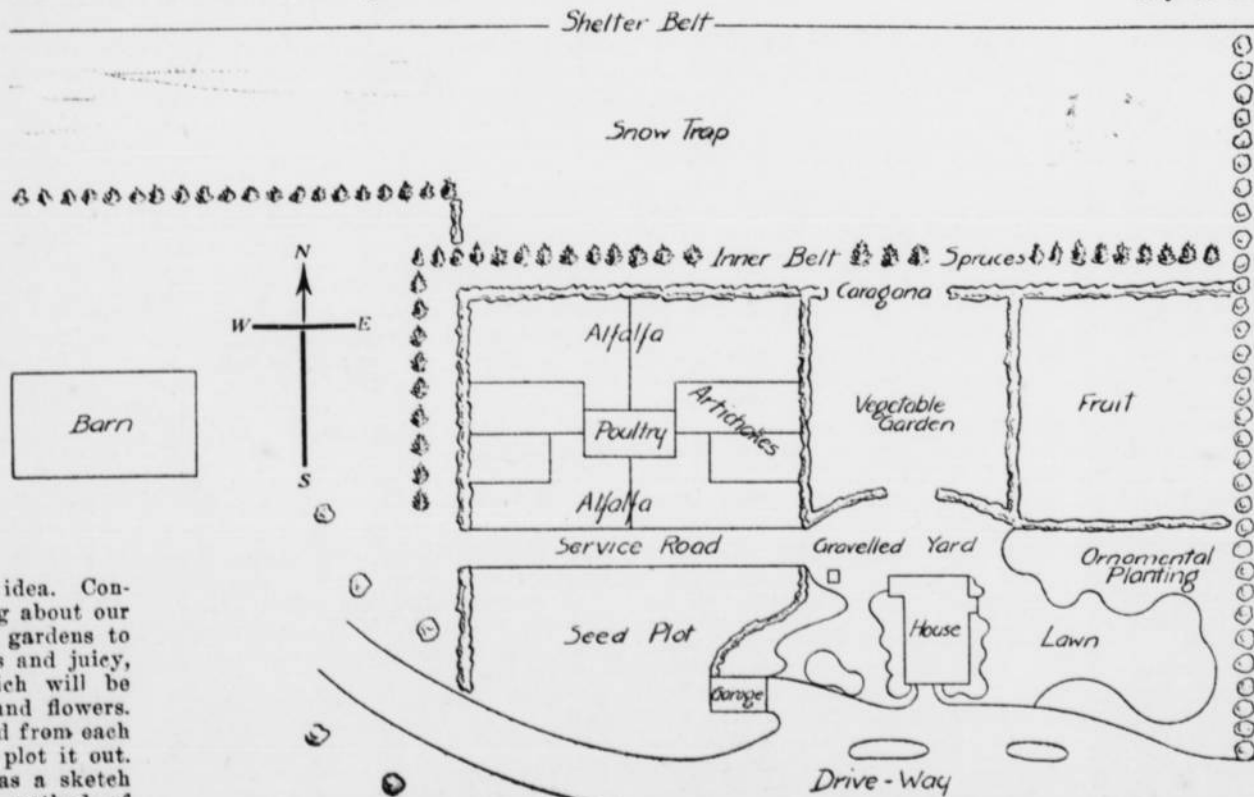 Shelter Belt
Snow Trap
Inner Belt Spruces
Caragana
N
W E
S
Alfalfa
Barn
Poultry
Artichokes
Vegetable
Garden
Fruit
Alfalfa
Service Road
Gravelled Yard
Ornamental
Planting
Seed Plot
House
Lawn
Garage
Drive-Way
idea. Con-
g about our
gardens to
s and juicy,
ich will be
and flowers.
d from each
plot it out.
as a sketch